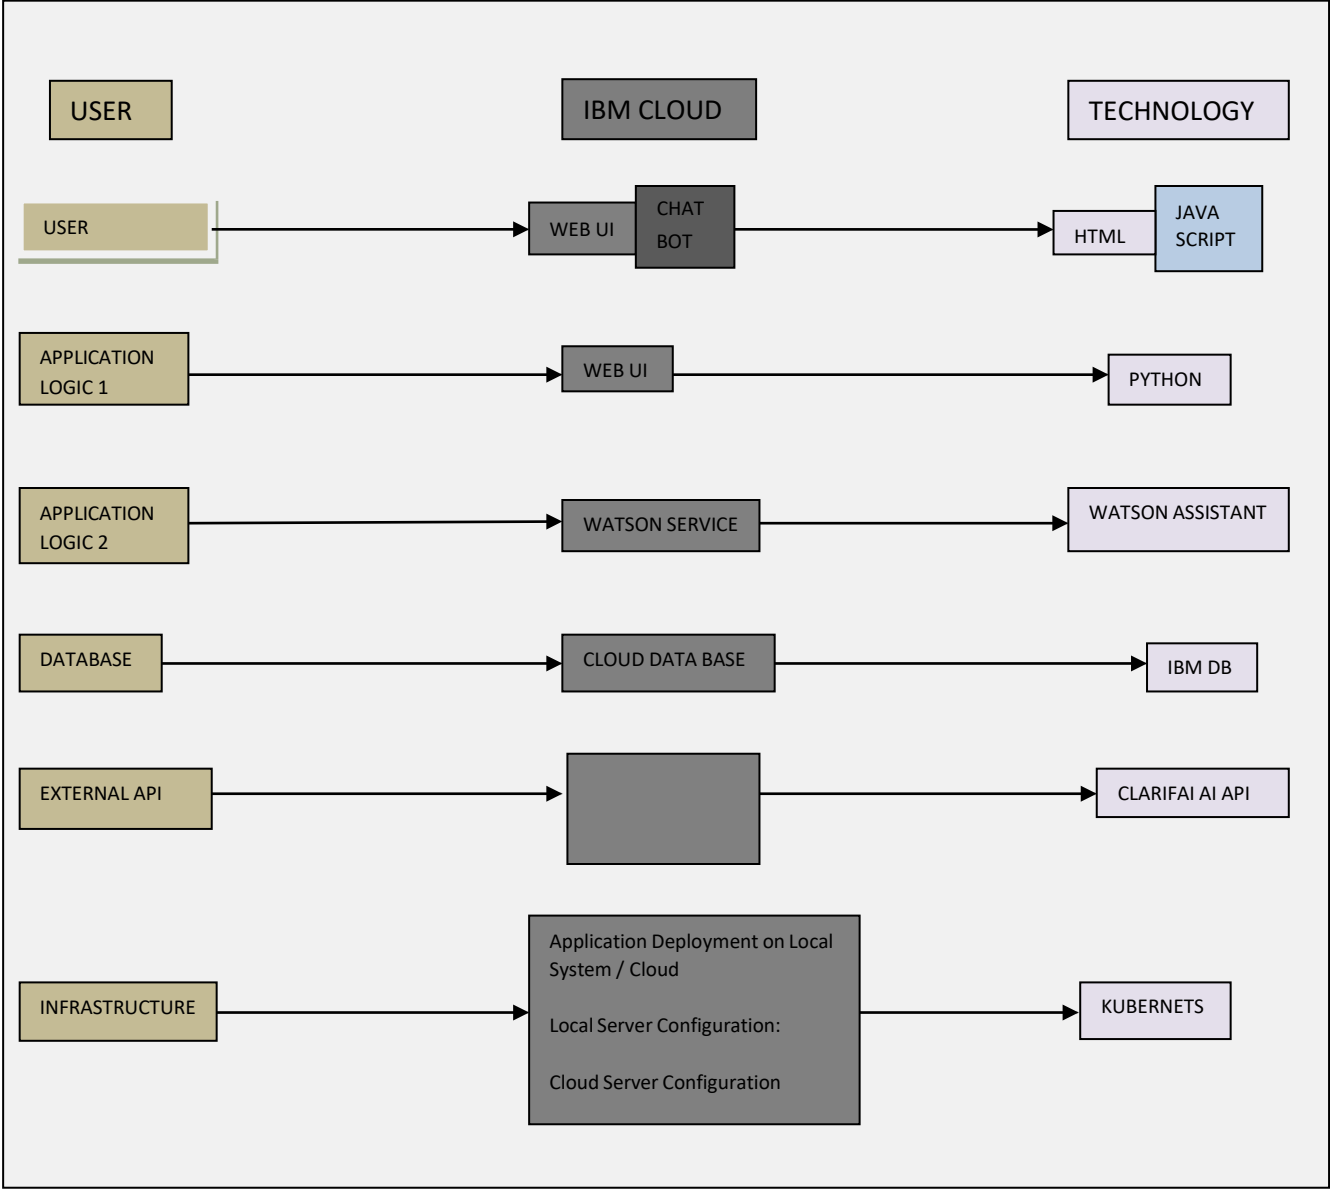 USER
IBM CLOUD
TECHNOLOGY
USER
WEB UI
CHAT
BOT
HTML
JAVA
SCRIPT
APPLICATION
LOGIC 1
WEB UI
PYTHON
APPLICATION
LOGIC 2
WATSON SERVICE
WATSON ASSISTANT
DATABASE
CLOUD DATA BASE
IBM DB
EXTERNAL API
CLARIFAI AI API
INFRASTRUCTURE
Application Deployment on Local
System / Cloud
Local Server Configuration:
Cloud Server Configuration
KUBERNETS